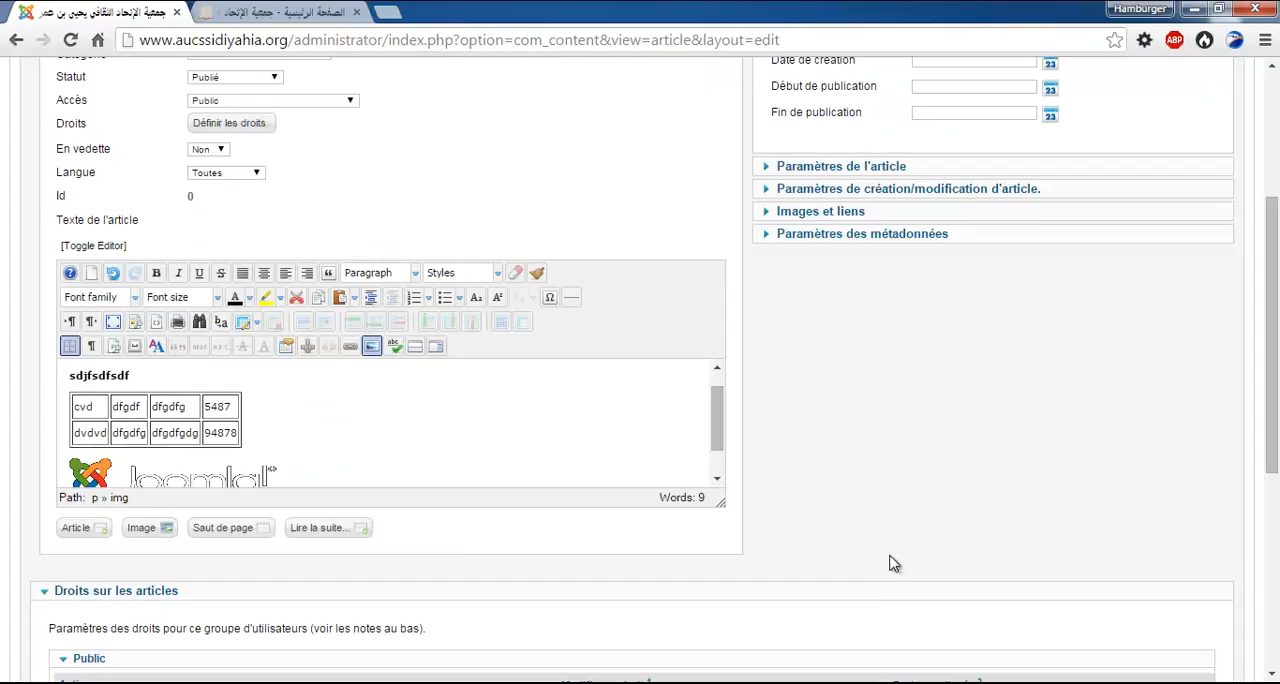 جمعية الإتحاد الثقافي يحيى بن عمر
الصفحة الرئيسية - جمعية الإتحاد
Hamburger
www.aucssidiyahia.org/administrator/index.php?option=com_content&view=article&layout=edit
ABP
Statut Publié
Accès Public
Droits Définir les droits
En vedette Non
Langue Toutes
Id 0
Texte de l'article
[Toggle Editor]
Paragraph Styles
Font family Font size
sdjfsdfsdf
cvd dfgdf dfgdfg 5487
dvdvd dfgdfg dfgdfgdg 94878
Joomla!
Path: p » img Words: 9
Article Image Saut de page Lire la suite...
Date de création 23
Début de publication 23
Fin de publication 23
Paramètres de l'article
Paramètres de création/modification d'article.
Images et liens
Paramètres des métadonnées
Droits sur les articles
Paramètres des droits pour ce groupe d'utilisateurs (voir les notes au bas).
Public